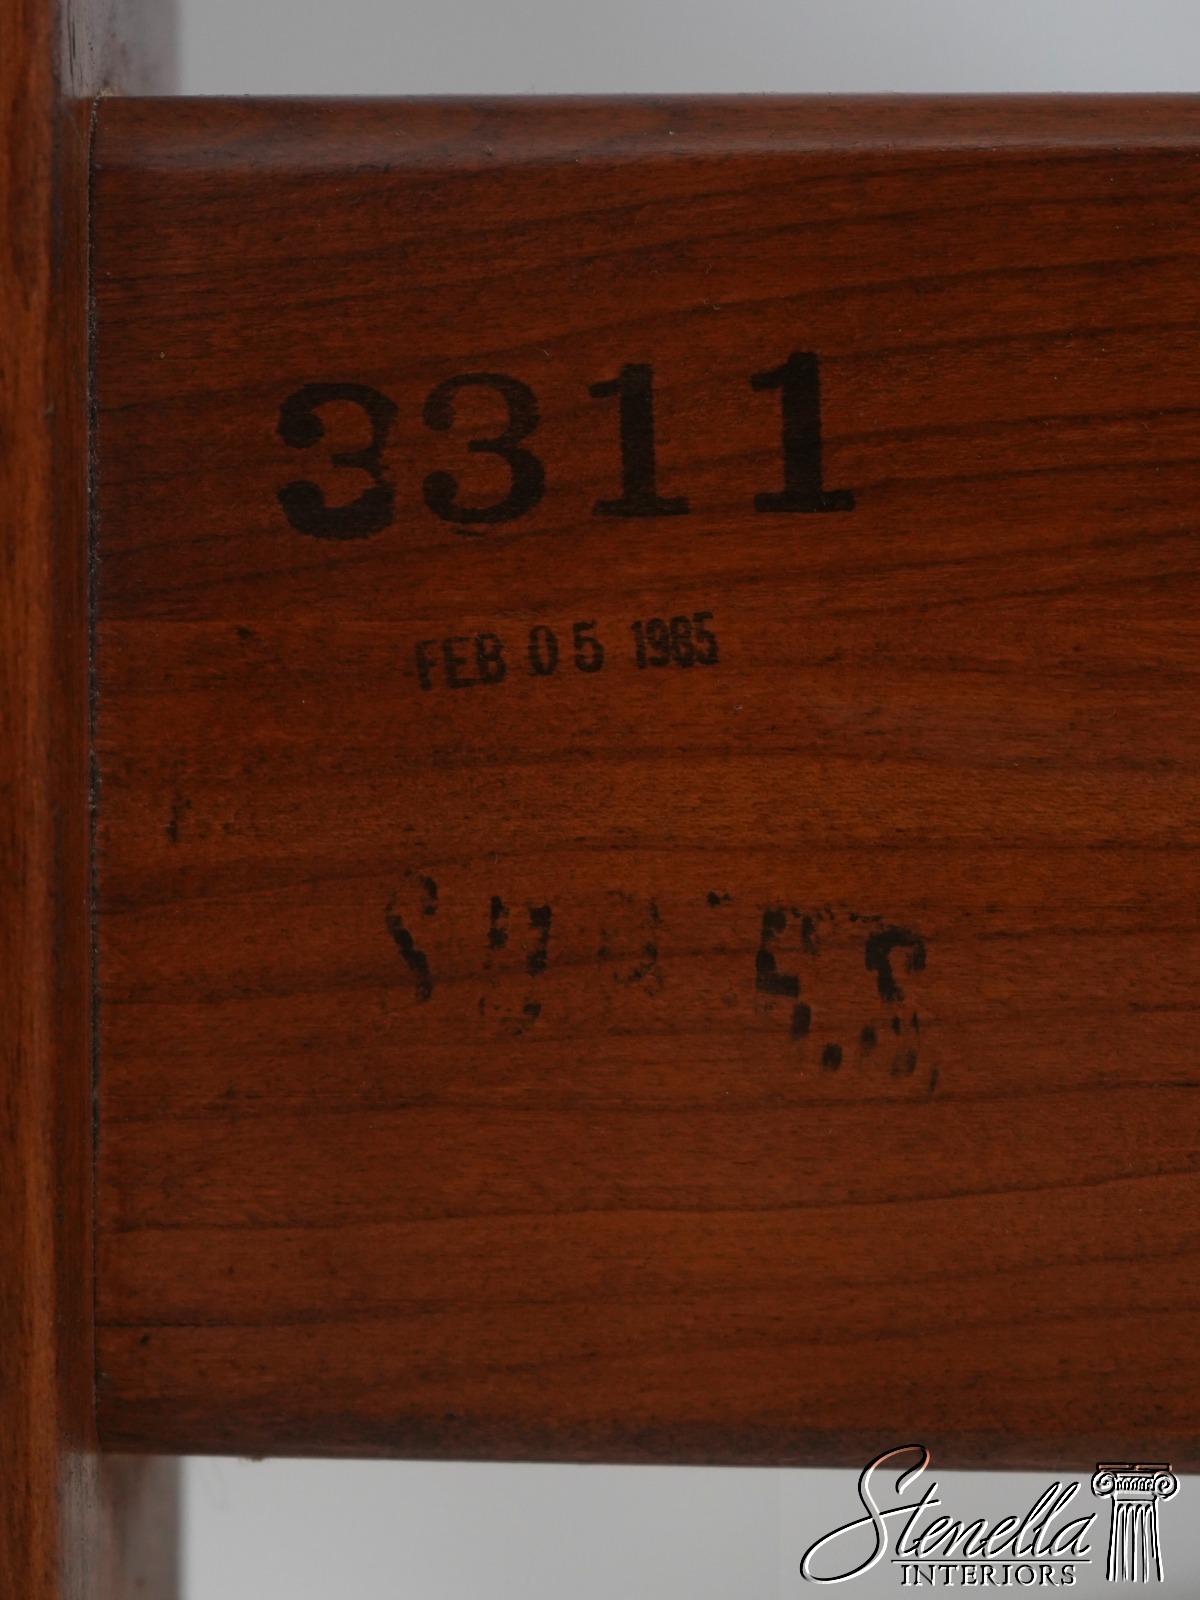 3311
FEB 05 1985
Stenella
INTERIORS